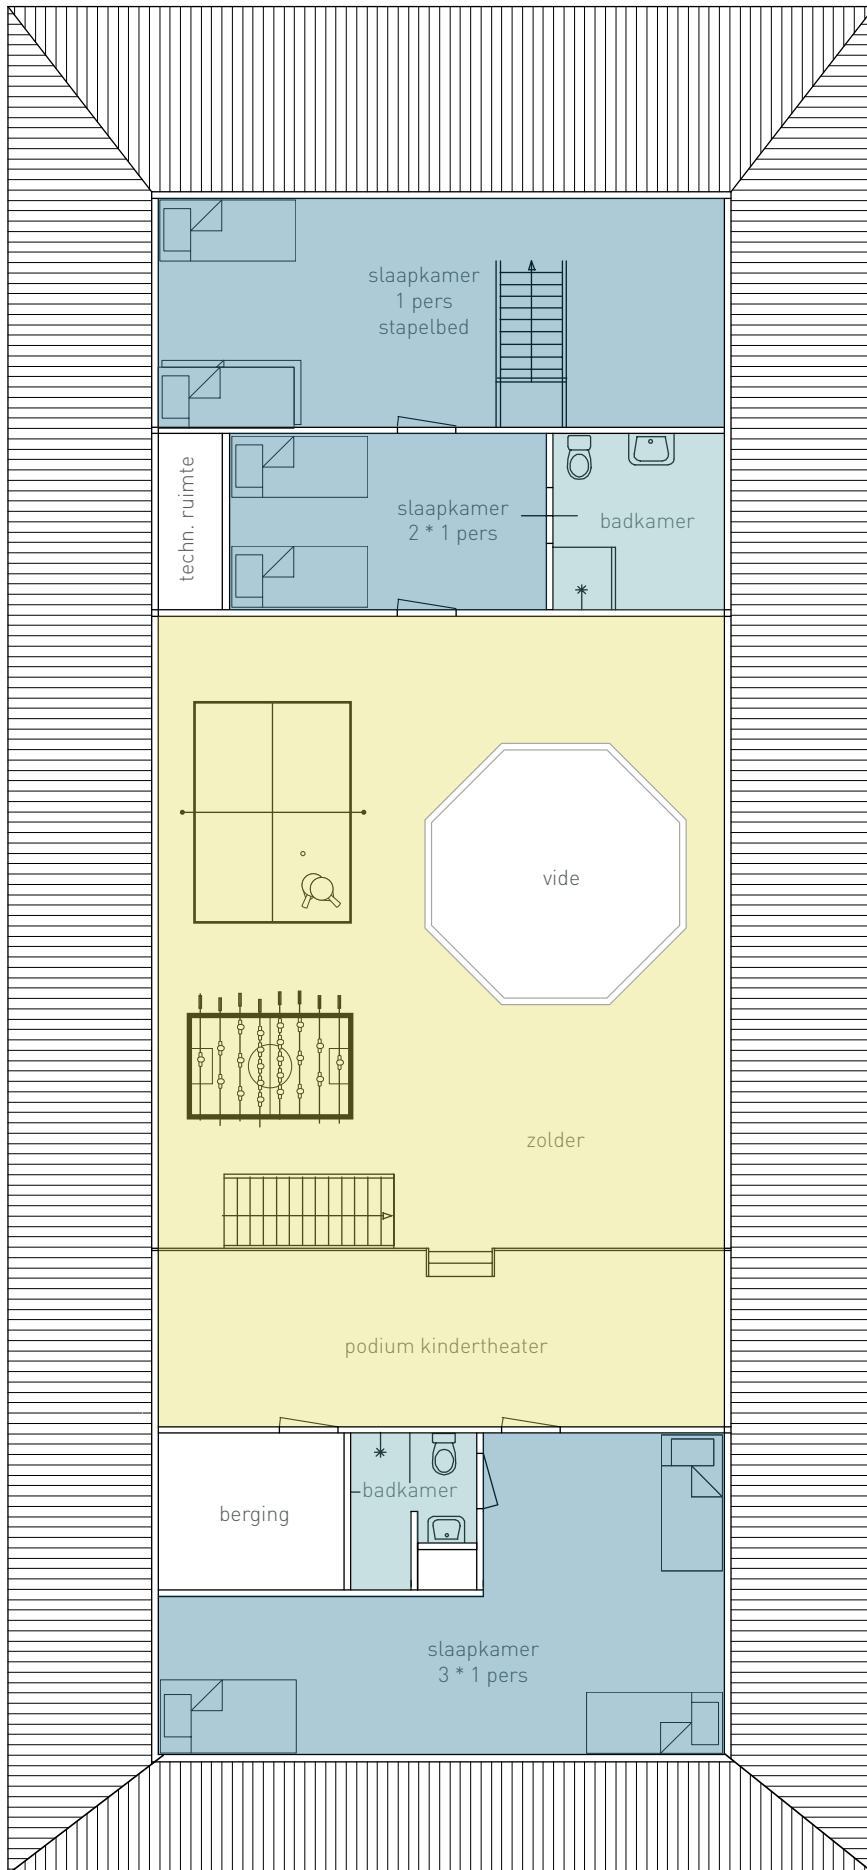 slaapkamer
1 pers
stapelbed
techn. ruimte
slaapkamer
2 * 1 pers
badkamer
vide
zolder
podium kindertheater
badkamer
berging
slaapkamer
3 * 1 pers